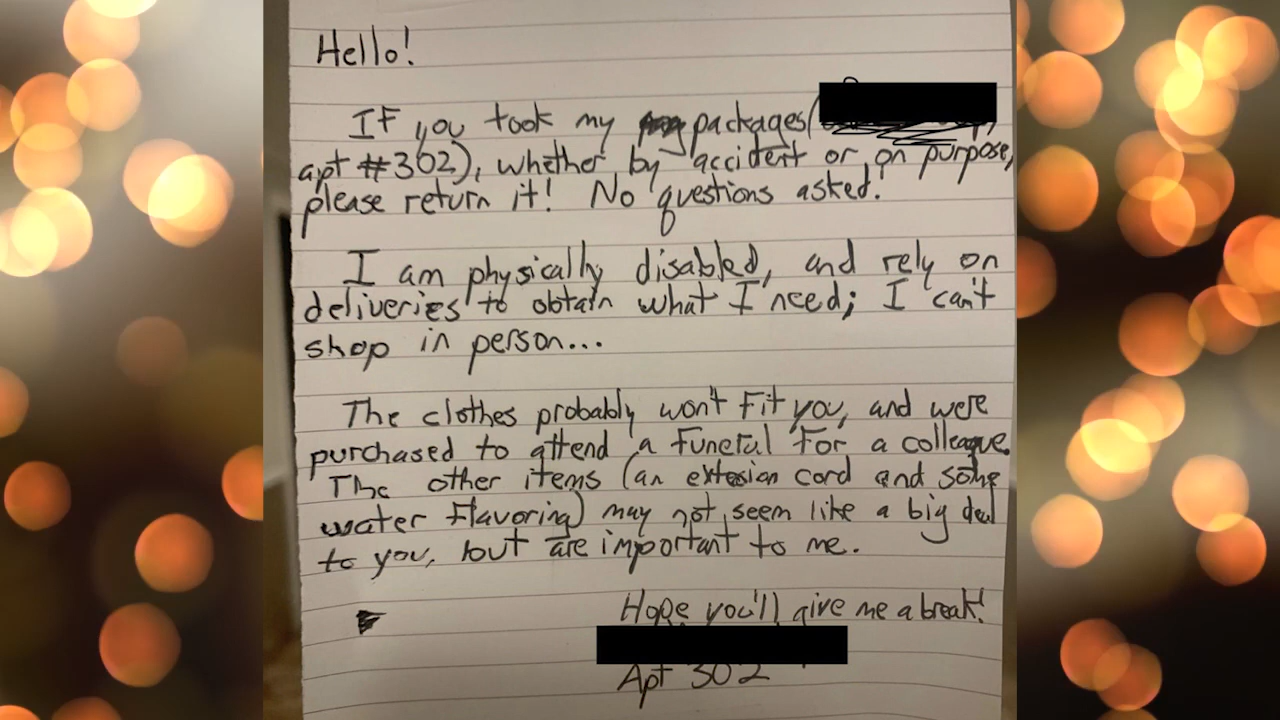 Hello!
IF you took my packages (
apt #302), whether by accident or on purpose,
please return it! No questions asked.
I am physically disabled, and rely on
deliveries to obtain what I need; I can't
shop in person...
The clothes probably won't fit you, and were
purchased to attend a funeral for a colleague.
The other items (an extesion cord and some
water flavoring) may not seem like a big deal
to you, but are important to me.
Hope you'll give me a break!
Apt 302